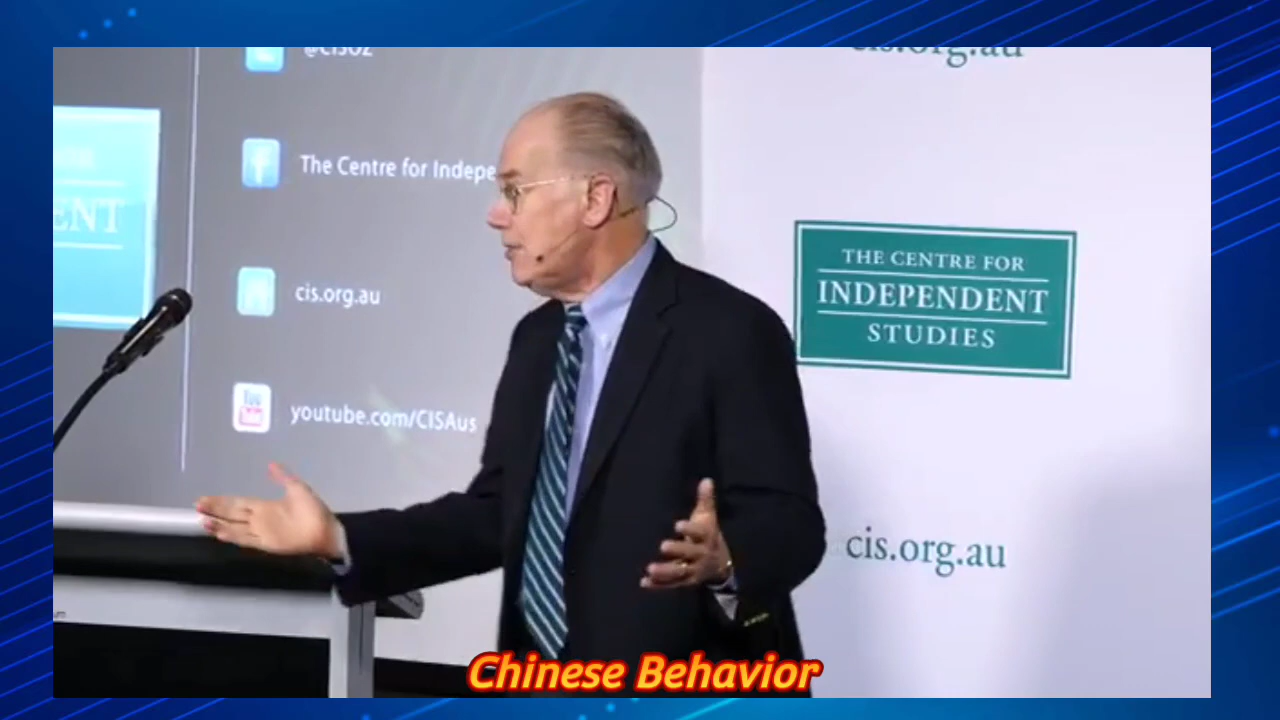 @CISOZ
cis.org.au
The Centre for Indepe
ENT
cis.org.au
youtube.com/CISAus
THE CENTRE FOR
INDEPENDENT
STUDIES
cis.org.au
Chinese Behavior